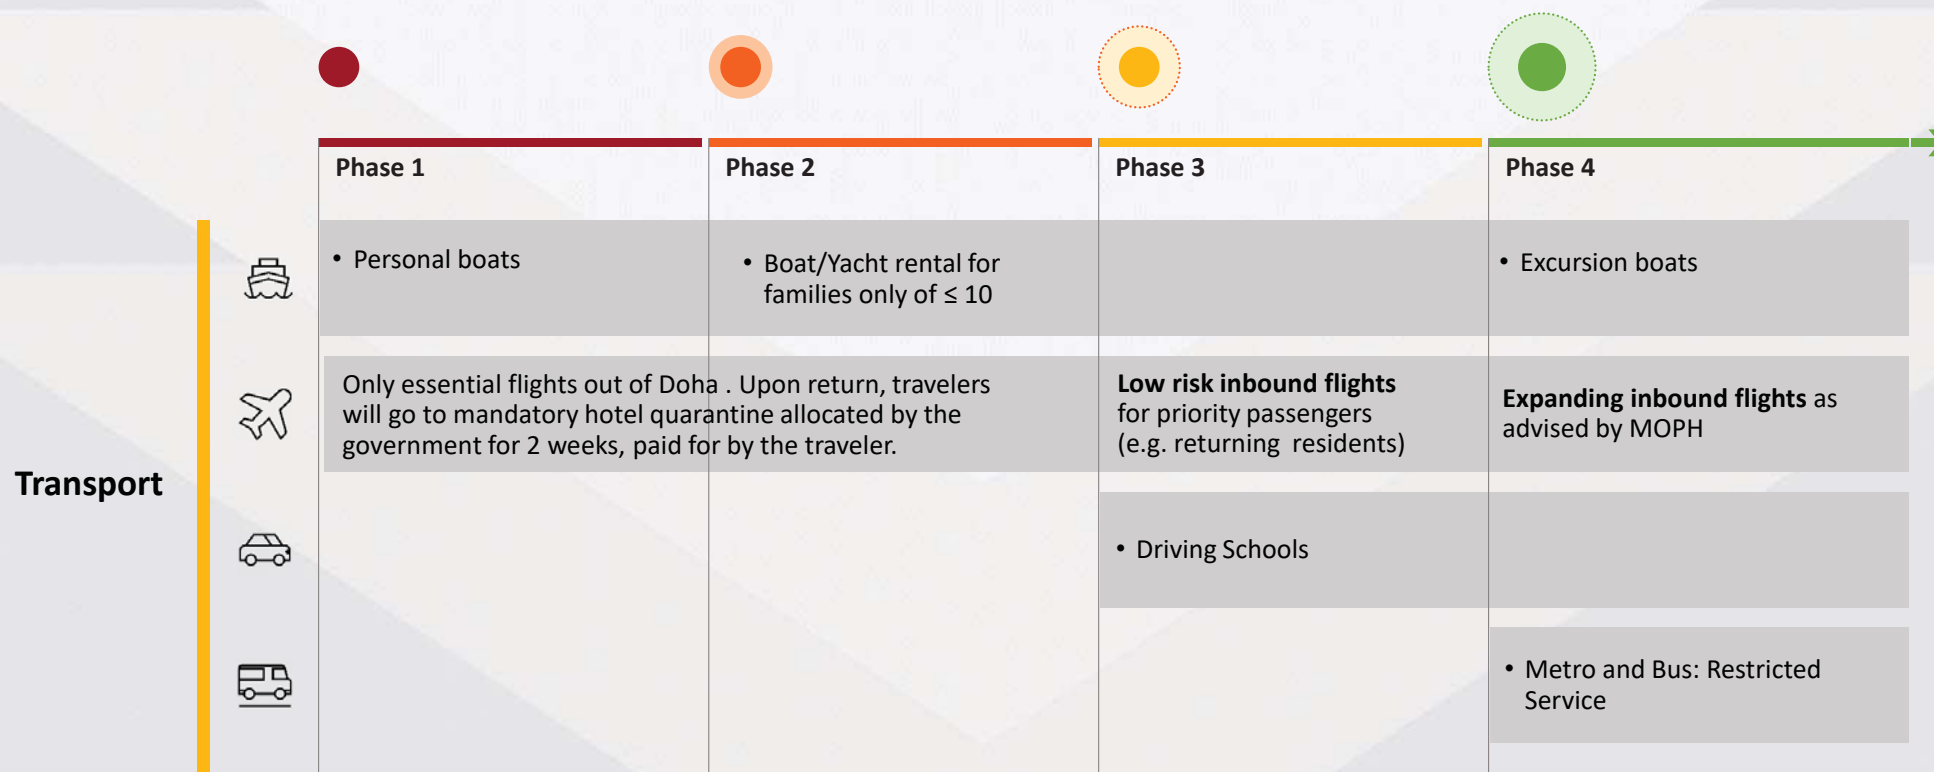 Phase 1
Phase 2
Phase 3
Phase 4
Transport
• Personal boats
• Boat/Yacht rental for
families only of ≤ 10
• Excursion boats
Only essential flights out of Doha . Upon return, travelers
will go to mandatory hotel quarantine allocated by the
government for 2 weeks, paid for by the traveler.
Low risk inbound flights
for priority passengers
(e.g. returning residents)
Expanding inbound flights as
advised by MOPH
• Driving Schools
• Metro and Bus: Restricted
Service